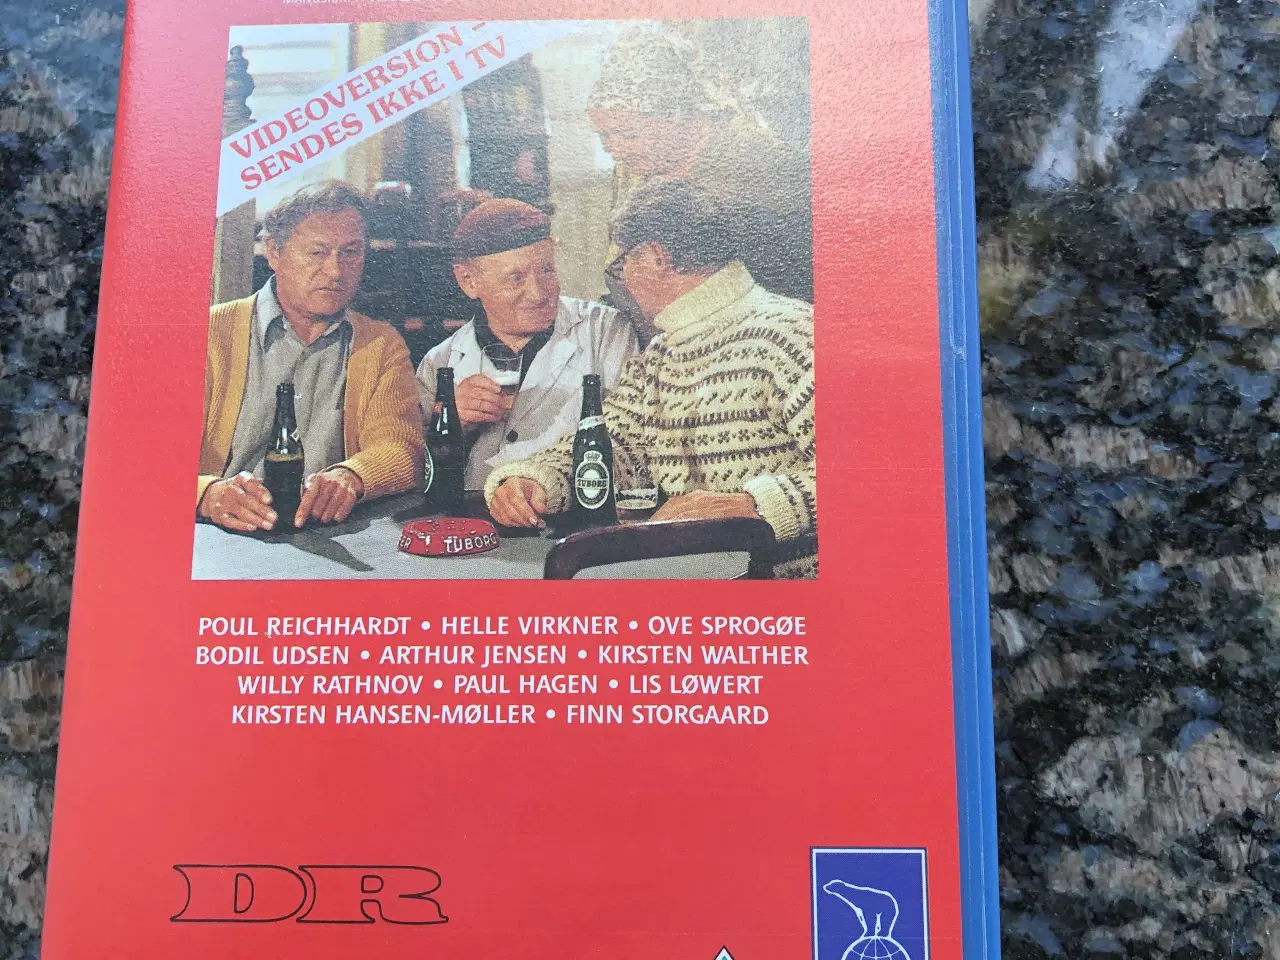 VIDEOVERSION –
SENDES IKKE I TV
TUBORG
TUBORG
POUL REICHHARDT • HELLE VIRKNER • OVE SPROGØE
BODIL UDSEN • ARTHUR JENSEN • KIRSTEN WALTHER
WILLY RATHNOV • PAUL HAGEN • LIS LØWERT
KIRSTEN HANSEN-MØLLER • FINN STORGAARD
DR